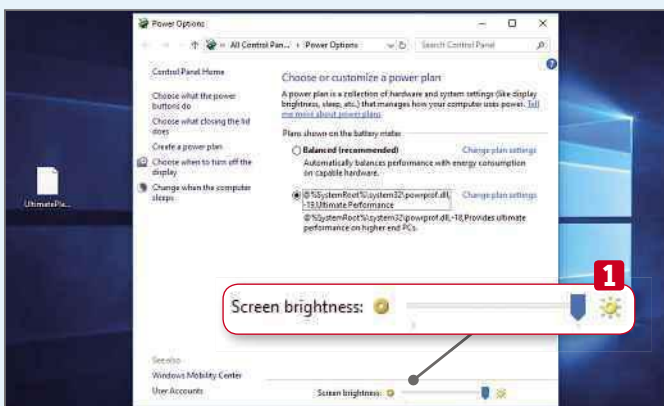 Power Options
All Control Pan...
Power Options
Search Control Panel
Control Panel Home
Choose what the power
buttons do
Choose what closing the lid
does
Create a power plan
Choose when to turn off the
display
Change when the computer
sleeps
Choose or customize a power plan
A power plan is a collection of hardware and system settings (like display
brightness, sleep, etc.) that manages how your computer uses power. Tell
me more about power plans
Plans shown on the battery meter
Balanced (recommended) Change plan settings
Automatically balances performance with energy consumption
on capable hardware.
@%SystemRoot%\system32\powrprof.dll, Change plan settings
-19,Ultimate Performance
@%SystemRoot%\system32\powrprof.dll,-18,Provides ultimate
performance on higher end PCs.
UltimatePla...
1
Screen brightness:
See also
Windows Mobility Center
User Accounts
Screen brightness: